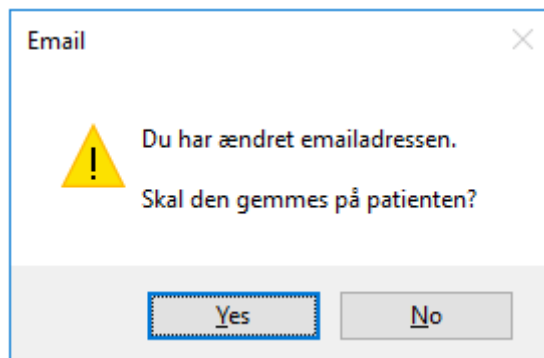 Email
Du har ændret emailadressen.
Skal den gemmes på patienten?
Yes
No